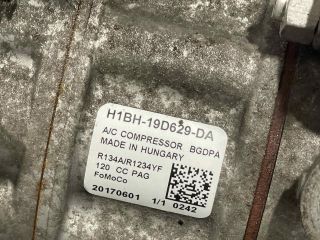 H1BH-19D629-DA
A/C COMPRESSOR BGDPA
MADE IN HUNGARY
R134A/R1234YF
120 CC PAG
FoMoCo
20170601 1/1 0242